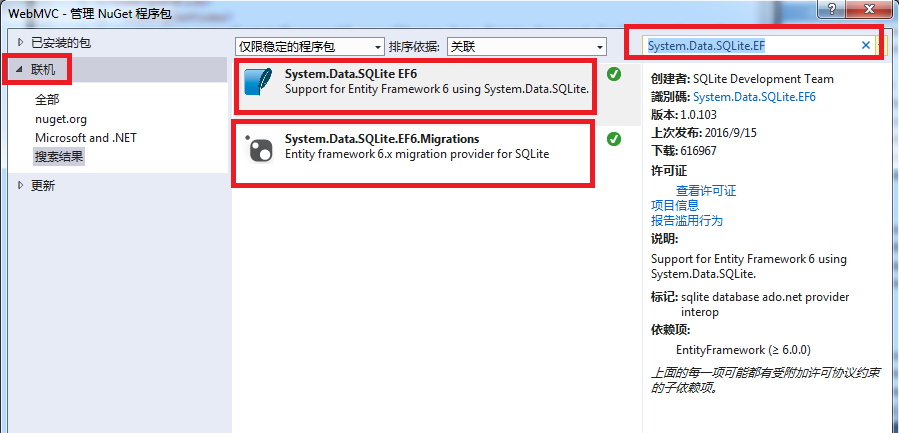 WebMVC - 管理 NuGet 程序包
已安装的包
联机
全部
nuget.org
Microsoft and .NET
搜索结果
更新
仅限稳定的程序包
排序依据: 关联
System.Data.SQLite EF6
Support for Entity Framework 6 using System.Data.SQLite.
System.Data.SQLite.EF6.Migrations
Entity framework 6.x migration provider for SQLite
System.Data.SQLite.EF
创建者: SQLite Development Team
識別碼: System.Data.SQLite.EF6
版本: 1.0.103
上次发布: 2016/9/15
下载: 616967
许可证
查看许可证
项目信息
报告滥用行为
说明:
Support for Entity Framework 6 using
System.Data.SQLite.
标记: sqlite database ado.net provider
interop
依赖项:
EntityFramework (≥ 6.0.0)
上面的每一项可能都有受附加许可协议约束
的子依赖项。